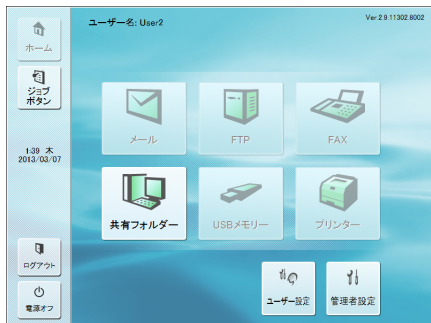 ユーザー名: User2
Ver.2.9.11302.8002
ホーム
ジョブ
ボタン
1:39 木
2013/03/07
メール
FTP
FAX
共有フォルダー
USBメモリー
プリンター
ログアウト
電源オフ
ユーザー設定
管理者設定